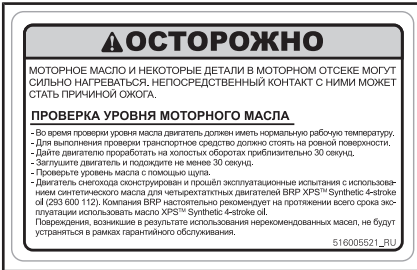 ОСТОРОЖНО
МОТОРНОЕ МАСЛО И НЕКОТОРЫЕ ДЕТАЛИ В МОТОРНОМ ОТСЕКЕ МОГУТ
СИЛЬНО НАГРЕВАТЬСЯ. НЕПОСРЕДСТВЕННЫЙ КОНТАКТ С НИМИ МОЖЕТ
СТАТЬ ПРИЧИНОЙ ОЖОГА.
ПРОВЕРКА УРОВНЯ МОТОРНОГО МАСЛА
- Во время проверки уровня масла двигатель должен иметь нормальную рабочую температуру.
- Для выполнения проверки транспортное средство должно стоять на ровной поверхности.
- Дайте двигателю проработать на холостых оборотах приблизительно 30 секунд.
- Заглушите двигатель и подождите не менее 30 секунд.
- Проверьте уровень масла с помощью щупа.
- Двигатель снегохода сконструирован и прошёл эксплуатационные испытания с использова-
нием синтетического масла для четырехтактных двигателей BRP XPS™ Synthetic 4-stroke
oil (293 600 112). Компания BRP настоятельно рекомендует на протяжении всего срока экс-
плуатации использовать масло XPS™ Synthetic 4-stroke oil.
Повреждения, возникшие в результате использования нерекомендованных масел, не будут
устраняться в рамках гарантийного обслуживания.
516005521_RU